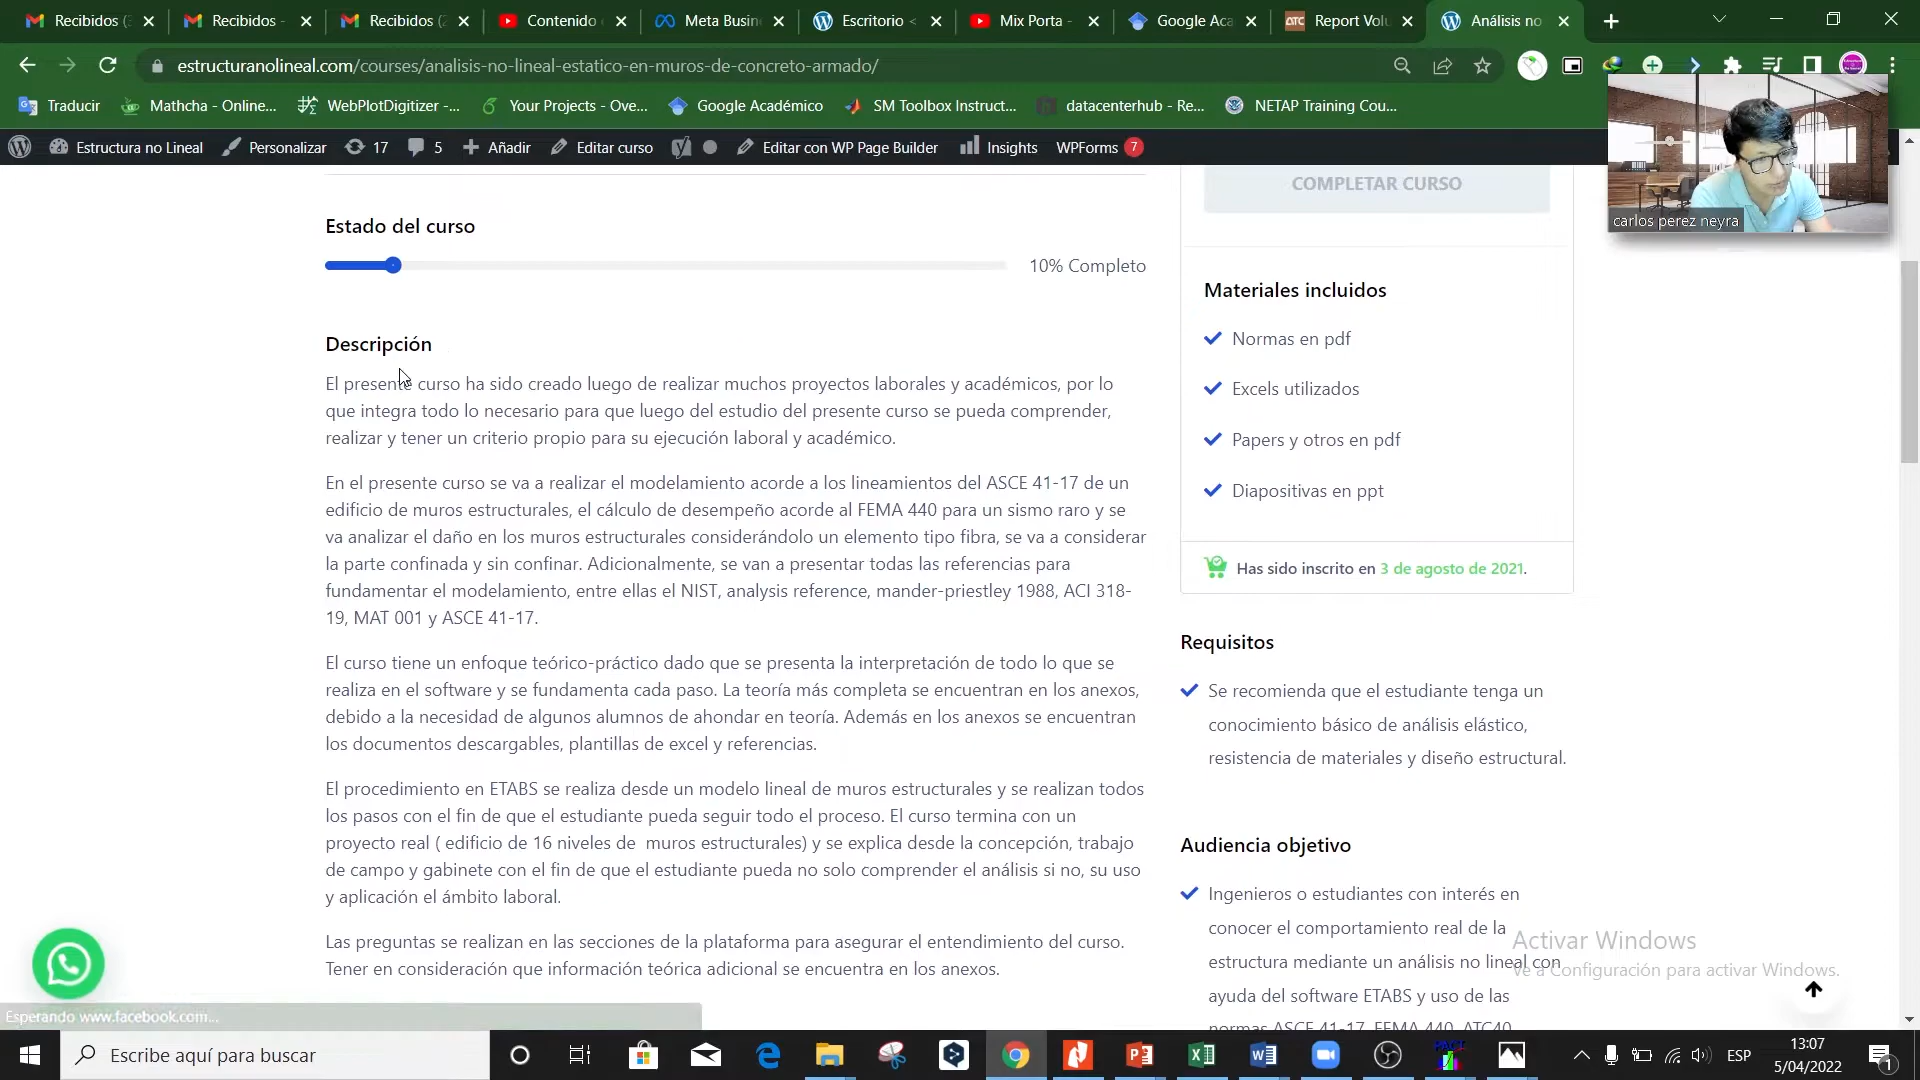 Recibidos (
Recibidos -
Recibidos (2
Contenido
Meta Busin
Escritorio <
Mix Porta -
Google Aca
ATC Report Volu
Análisis no
estructuranolineal.com/courses/analisis-no-lineal-estatico-en-muros-de-concreto-armado/
Traducir
Mathcha - Online...
WebPlotDigitizer -...
Your Projects - Ove...
Google Académico
SM Toolbox Instruct...
datacenterhub - Re...
NETAP Training Cou...
Estructura no Lineal
Personalizar
17
5
Añadir
Editar curso
Editar con WP Page Builder
Insights
WPForms 7
carlos perez neyra
COMPLETAR CURSO
Estado del curso
10% Completo
Descripción
El presente curso ha sido creado luego de realizar muchos proyectos laborales y académicos, por lo
que integra todo lo necesario para que luego del estudio del presente curso se pueda comprender,
realizar y tener un criterio propio para su ejecución laboral y académico.
En el presente curso se va a realizar el modelamiento acorde a los lineamientos del ASCE 41-17 de un
edificio de muros estructurales, el cálculo de desempeño acorde al FEMA 440 para un sismo raro y se
va analizar el daño en los muros estructurales considerándolo un elemento tipo fibra, se va a considerar
la parte confinada y sin confinar. Adicionalmente, se van a presentar todas las referencias para
fundamentar el modelamiento, entre ellas el NIST, analysis reference, mander-priestley 1988, ACI 318-
19, MAT 001 y ASCE 41-17.
El curso tiene un enfoque teórico-práctico dado que se presenta la interpretación de todo lo que se
realiza en el software y se fundamenta cada paso. La teoría más completa se encuentran en los anexos,
debido a la necesidad de algunos alumnos de ahondar en teoría. Además en los anexos se encuentran
los documentos descargables, plantillas de excel y referencias.
El procedimiento en ETABS se realiza desde un modelo lineal de muros estructurales y se realizan todos
los pasos con el fin de que el estudiante pueda seguir todo el proceso. El curso termina con un
proyecto real ( edificio de 16 niveles de muros estructurales) y se explica desde la concepción, trabajo
de campo y gabinete con el fin de que el estudiante pueda no solo comprender el análisis si no, su uso
y aplicación el ámbito laboral.
Las preguntas se realizan en las secciones de la plataforma para asegurar el entendimiento del curso.
Tener en consideración que información teórica adicional se encuentra en los anexos.
Materiales incluidos
Normas en pdf
Excels utilizados
Papers y otros en pdf
Diapositivas en ppt
Has sido inscrito en 3 de agosto de 2021.
Requisitos
Se recomienda que el estudiante tenga un
conocimiento básico de análisis elástico,
resistencia de materiales y diseño estructural.
Audiencia objetivo
Ingenieros o estudiantes con interés en
conocer el comportamiento real de la
estructura mediante un análisis no lineal con
ayuda del software ETABS y uso de las
normas ASCE 41-17, FEMA 440, ATC40
Activar Windows
Ve a Configuración para activar Windows.
Esperando www.facebook.com...
Escribe aquí para buscar
ESP
13:07
5/04/2022
1